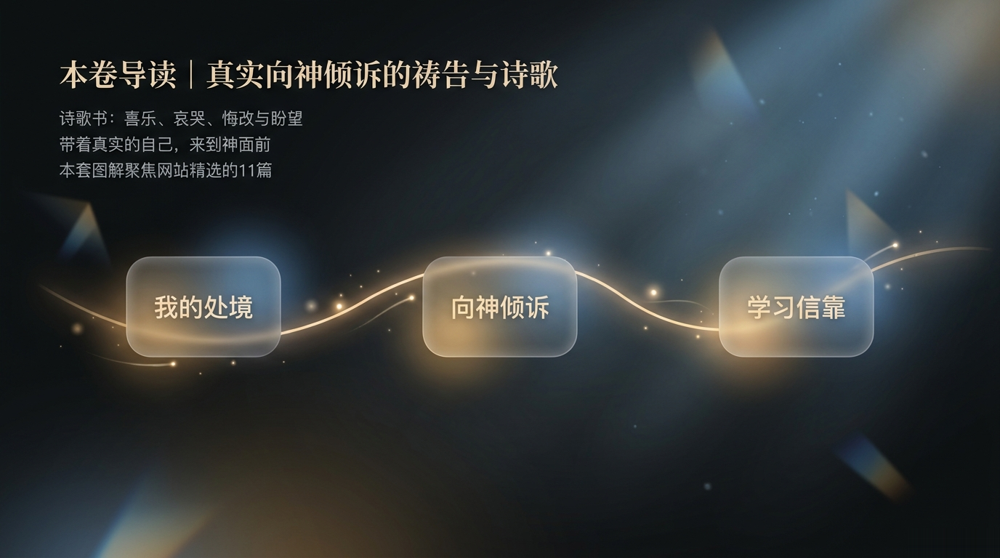 本卷导读｜真实向神倾诉的祷告与诗歌
诗歌书：喜乐、哀哭、悔改与盼望
带着真实的自己，来到神面前
本套图解聚焦网站精选的11篇
我的处境
向神倾诉
学习信靠